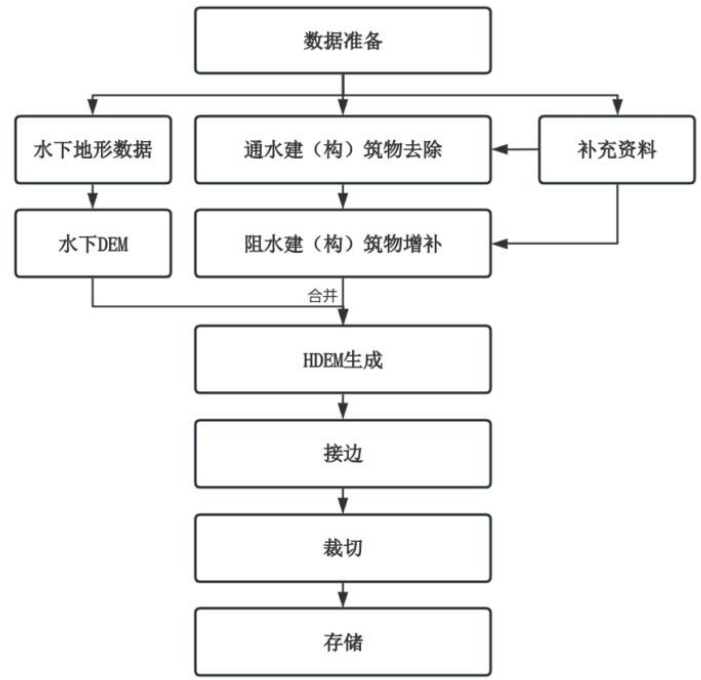 数据准备
水下地形数据
通水建（构）筑物去除
补充资料
水下DEM
阻水建（构）筑物增补
合并
HDEM生成
接边
裁切
存储